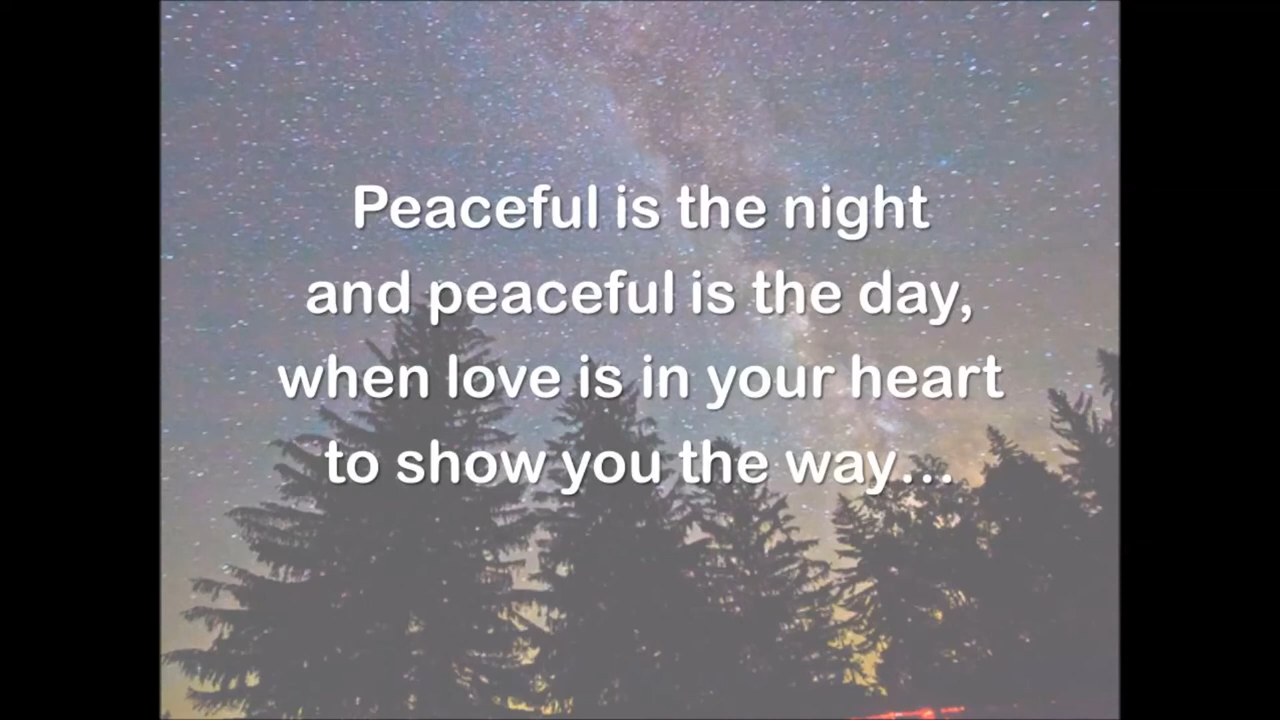 Peaceful is the night
and peaceful is the day,
when love is in your heart
to show you the way...